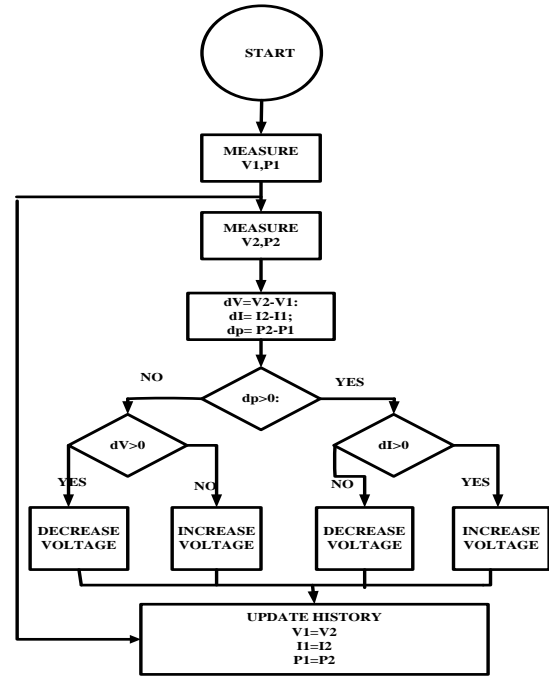 START
MEASURE
V1,P1
MEASURE
V2,P2
dV=V2-V1:
dI= I2-I1;
dp= P2-P1
NO
YES
dp>0:
dV>0
dI>0
YES
NO
NO
YES
DECREASE
VOLTAGE
INCREASE
VOLTAGE
DECREASE
VOLTAGE
INCREASE
VOLTAGE
UPDATE HISTORY
V1=V2
I1=I2
P1=P2